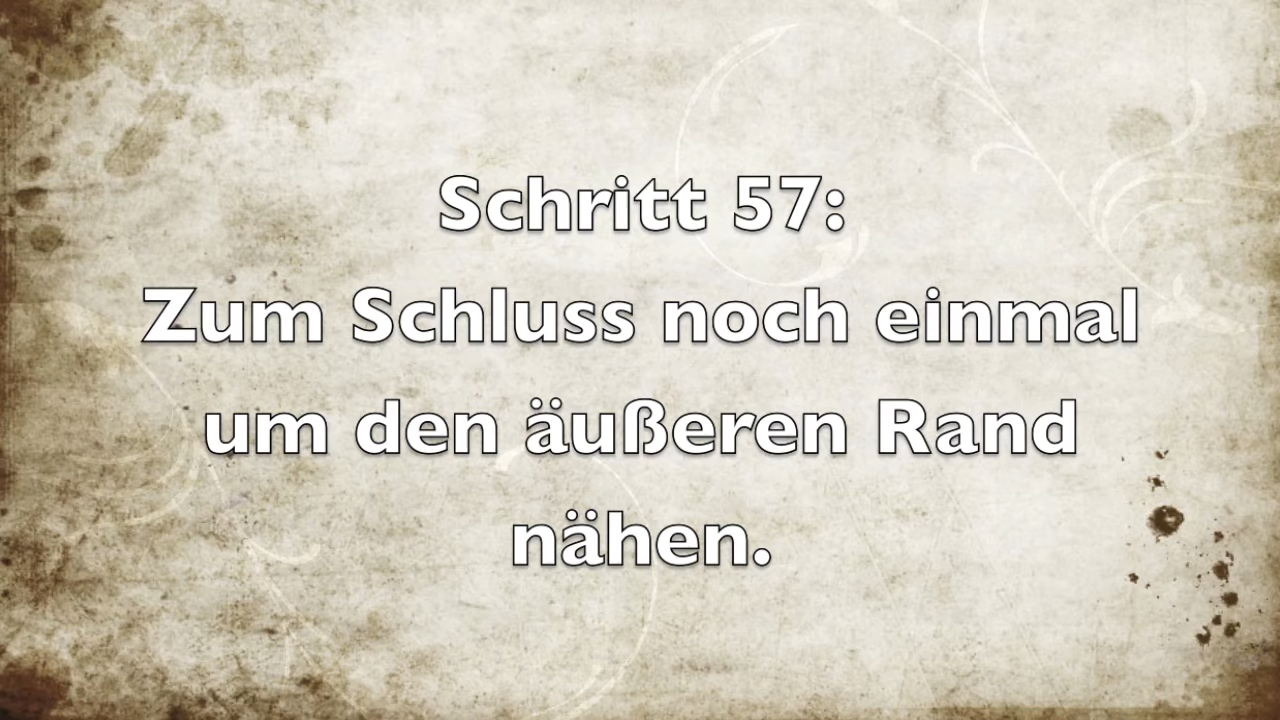 Schritt 57:
Zum Schluss noch einmal
um den äußeren Rand
nähen.